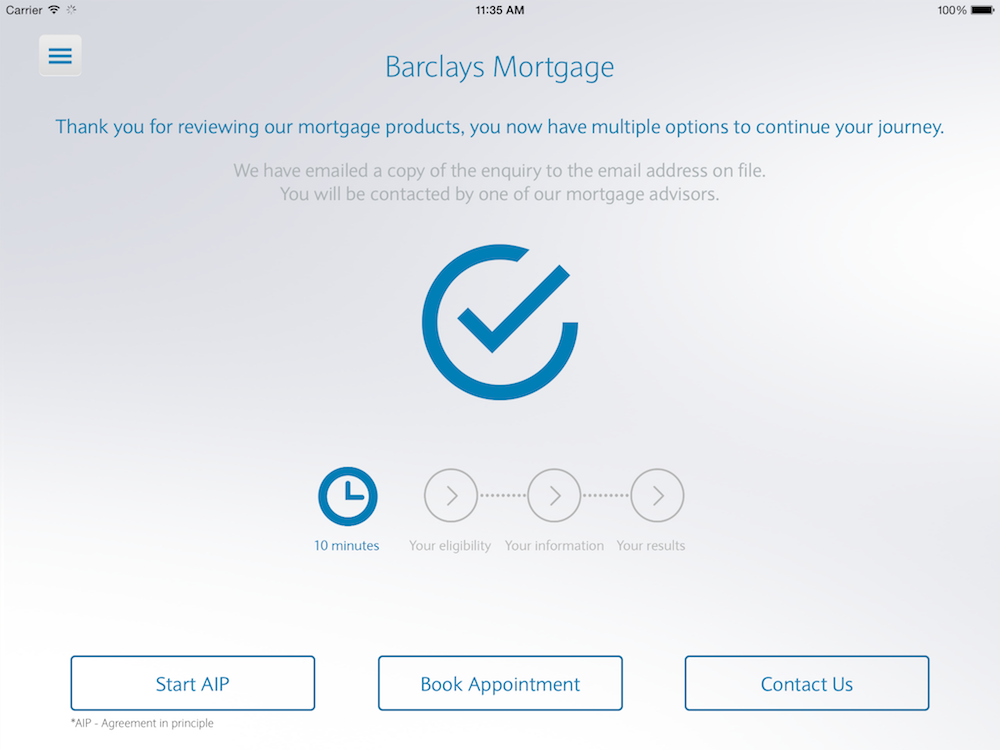 Carrier
11:35 AM
100%
Barclays Mortgage
Thank you for reviewing our mortgage products, you now have multiple options to continue your journey.
We have emailed a copy of the enquiry to the email address on file.
You will be contacted by one of our mortgage advisors.
10 minutes
Your eligibility
Your information
Your results
Start AIP
Book Appointment
Contact Us
*AIP - Agreement in principle